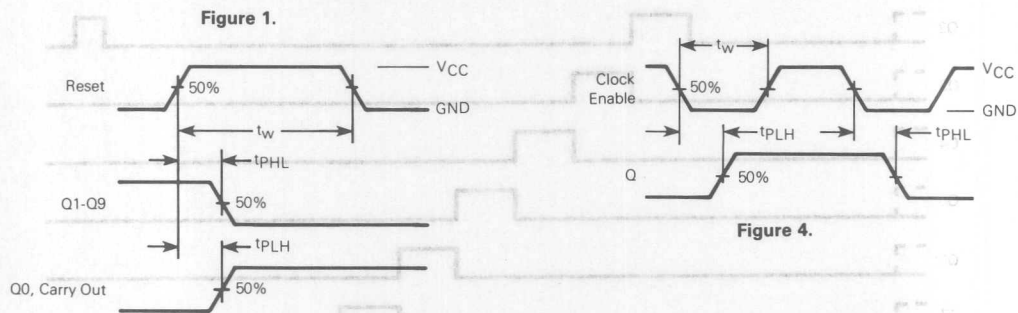 Figure 1.
Reset
50%
VCC
GND
tw
tPHL
Q1-Q9
50%
tPLH
Q0, Carry Out
50%
tw
Clock
Enable
50%
VCC
GND
tPLH
tPHL
Q
50%
Figure 4.